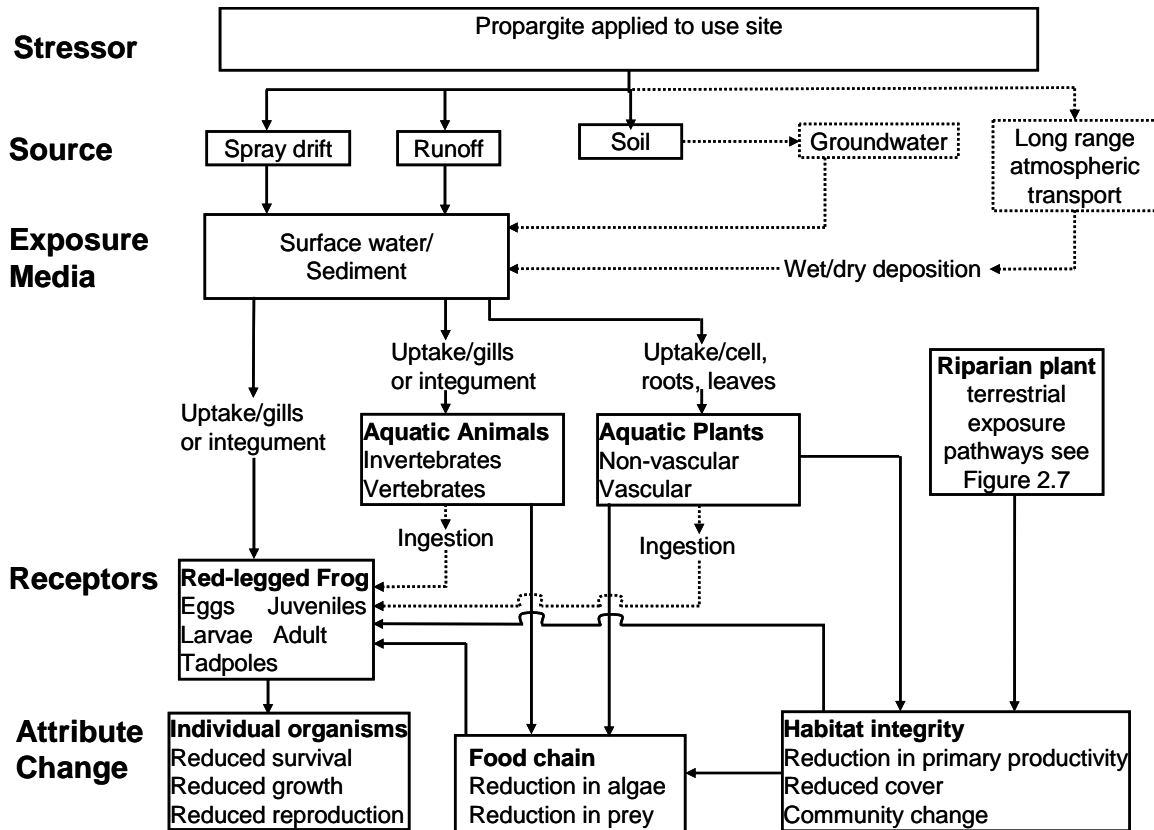 Stressor
Propargite applied to use site
Source
Spray drift
Runoff
Soil
Groundwater
Long range
atmospheric
transport
Exposure
Media
Surface water/
Sediment
Wet/dry deposition
Uptake/gills
or integument
Uptake/gills
or integument
Uptake/cell,
roots, leaves
Riparian plant
terrestrial
exposure
pathways see
Figure 2.7
Aquatic Animals
Invertebrates
Vertebrates
Aquatic Plants
Non-vascular
Vascular
Ingestion
Ingestion
Receptors
Red-legged Frog
Eggs Juveniles
Larvae Adult
Tadpoles
Attribute
Change
Individual organisms
Reduced survival
Reduced growth
Reduced reproduction
Food chain
Reduction in algae
Reduction in prey
Habitat integrity
Reduction in primary productivity
Reduced cover
Community change